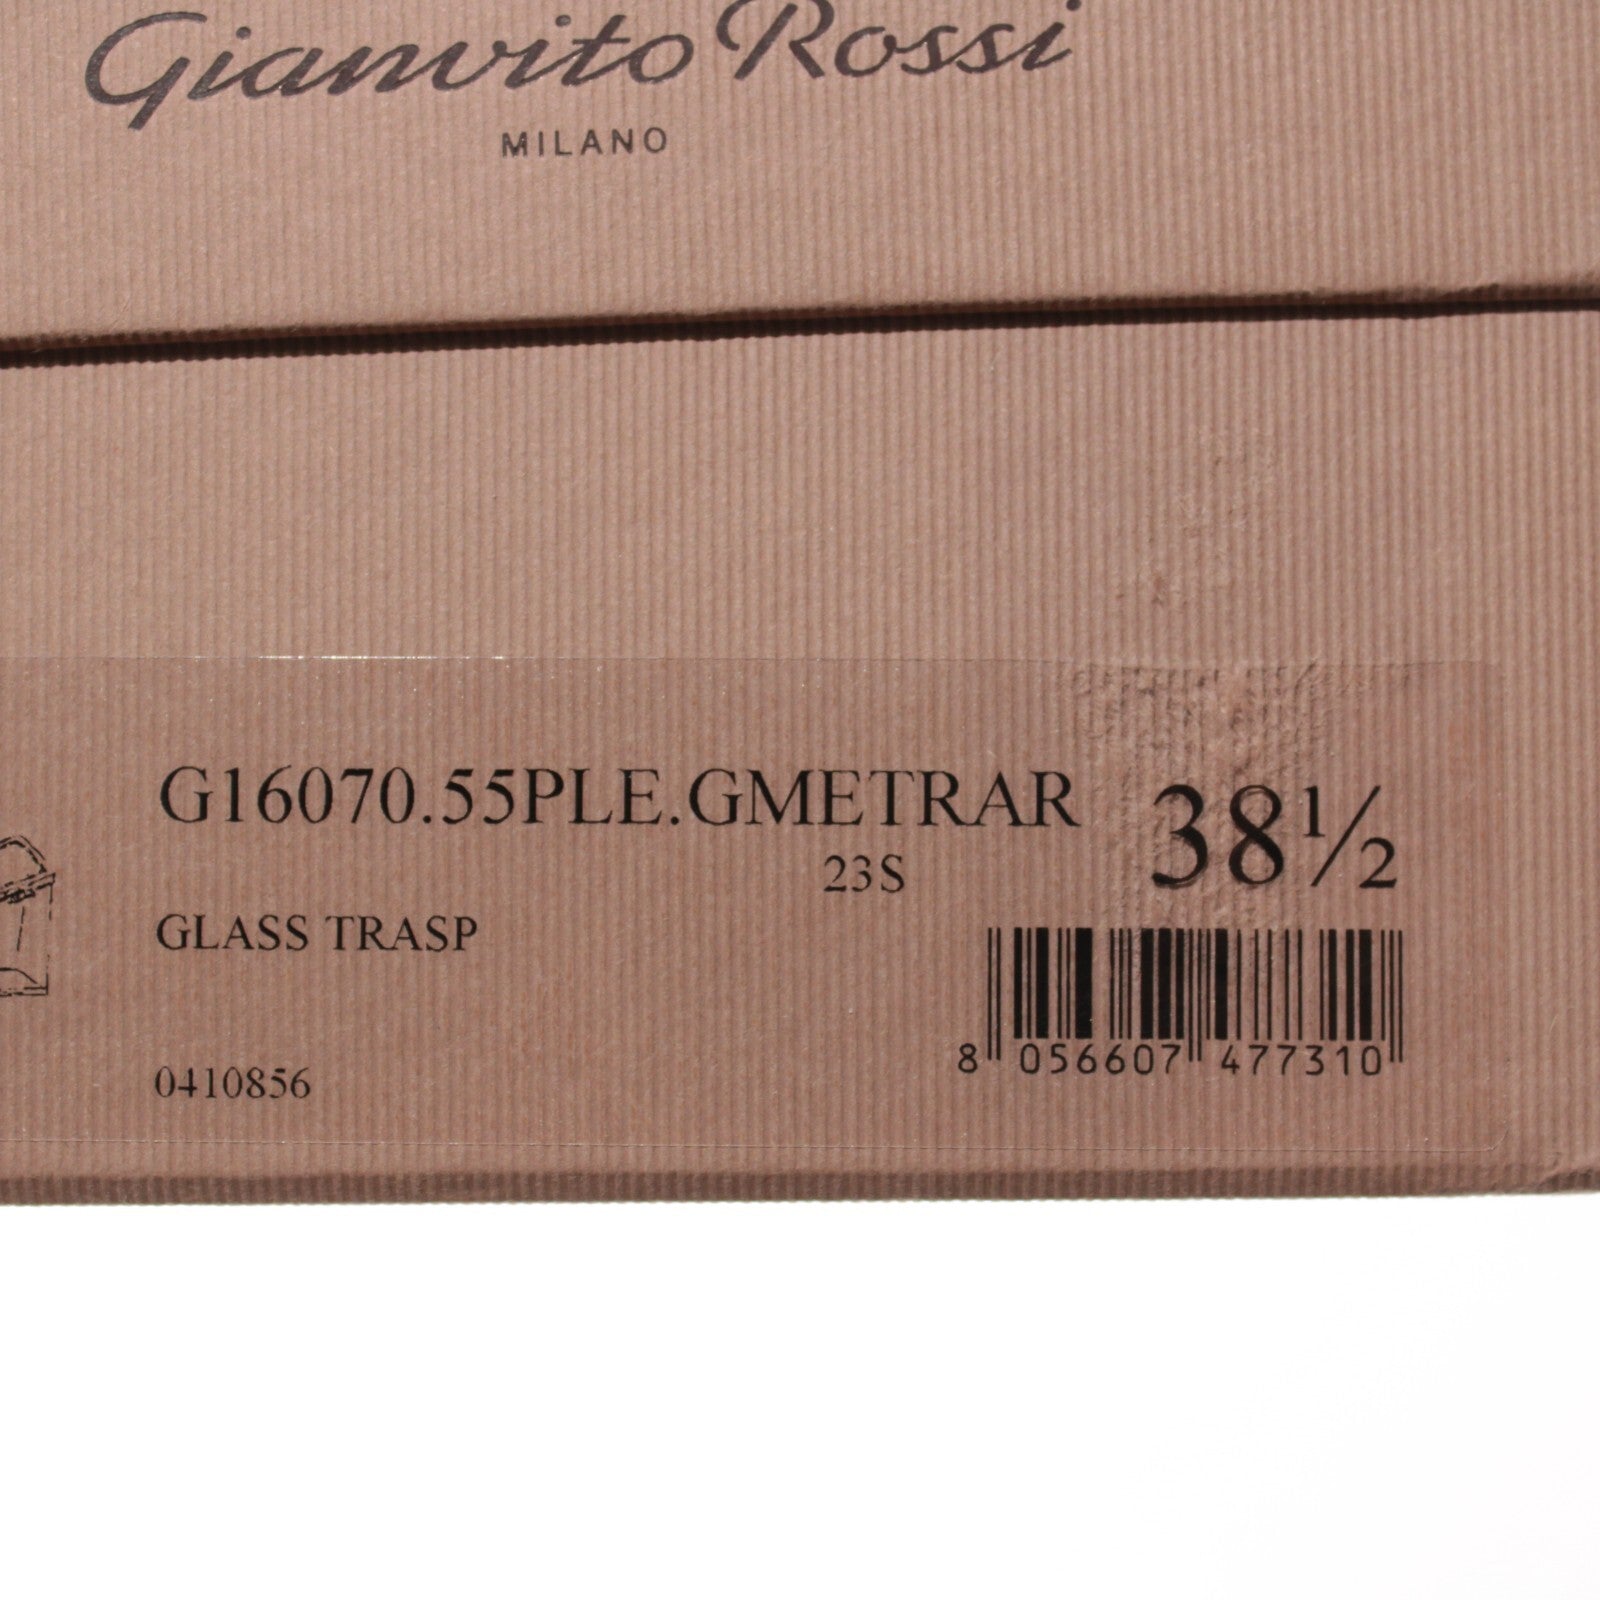 Gianvito Rossi
MILANO
G16070.55PLE.GMETRAR
38½
23S
GLASS TRASP
8 056607 477310
0410856